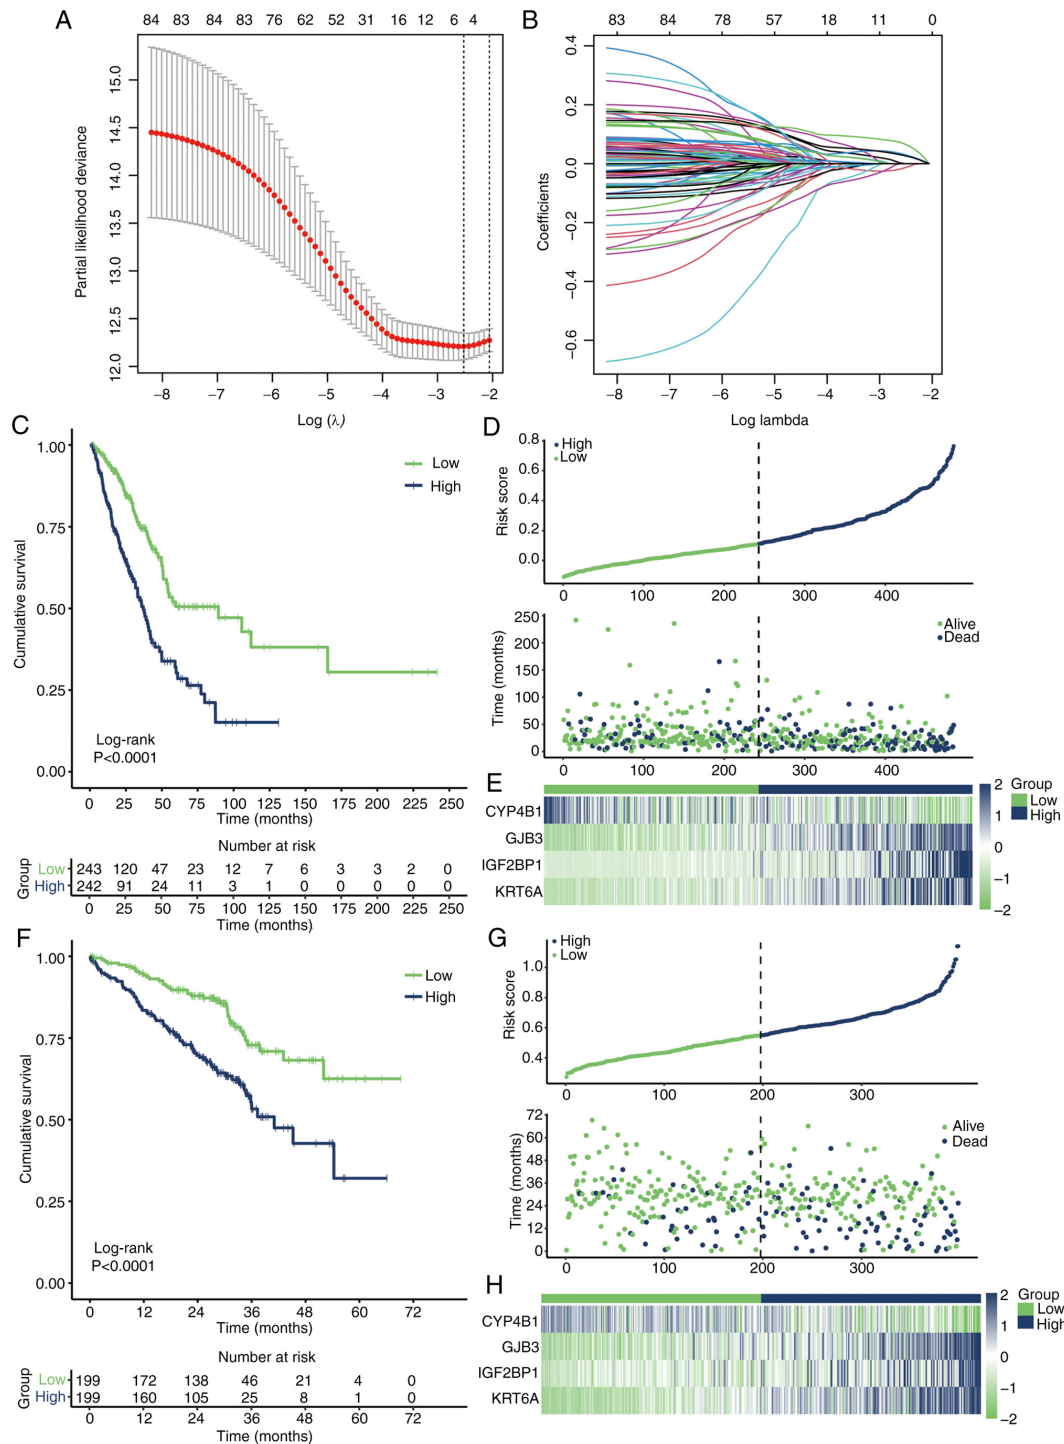 A
84 83 84 83 76 62 52 31 16 12 6 4
Partial likelihood deviance
15.0
14.5
14.0
13.5
13.0
12.5
12.0
−8 −7 −6 −5 −4 −3 −2
Log (λ)
B
83 84 78 57 18 11 0
Coefficients
0.4
0.2
0.0
−0.2
−0.4
−0.6
−8 −7 −6 −5 −4 −3 −2
Log lambda
C
Cumulative survival
1.00
0.75
0.50
0.25
0.00
Low
High
Log-rank
P<0.0001
0 25 50 75 100 125 150 175 200 225 250
Time (months)
Number at risk
Group
Low 243 120 47 23 12 7 6 3 3 2 0
High 242 91 24 11 3 1 0 0 0 0 0
0 25 50 75 100 125 150 175 200 225 250
Time (months)
D
Risk score
0.8
0.6
0.4
0.2
0.0
High
Low
0 100 200 300 400
Time (months)
250
200
150
100
50
0
Alive
Dead
0 100 200 300 400
E
CYP4B1
GJB3
IGF2BP1
KRT6A
2
1
0
−1
−2
Group
Low
High
F
Cumulative survival
1.00
0.75
0.50
0.25
0.00
Low
High
Log-rank
P<0.0001
0 12 24 36 48 60 72
Time (months)
Number at risk
Group
Low 199 172 138 46 21 4 0
High 199 160 105 25 8 1 0
0 12 24 36 48 60 72
Time (months)
G
Risk score
1.0
0.8
0.6
0.4
High
Low
0 100 200 300
Time (months)
72
60
48
36
24
12
0
Alive
Dead
0 100 200 300
H
CYP4B1
GJB3
IGF2BP1
KRT6A
2
1
0
−1
−2
Group
Low
High